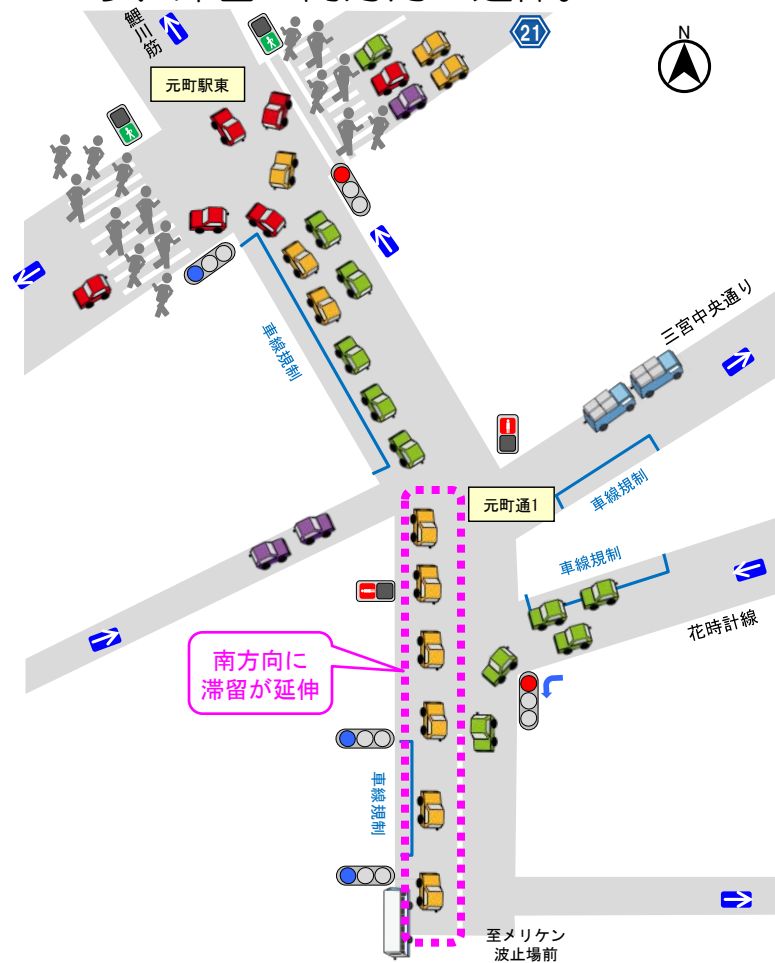 鯉川筋
21
N
元町駅東
三宮中央通り
車線規制
元町通1
車線規制
車線規制
花時計線
南方向に
滞留が延伸
車線規制
至メリケン
波止場前